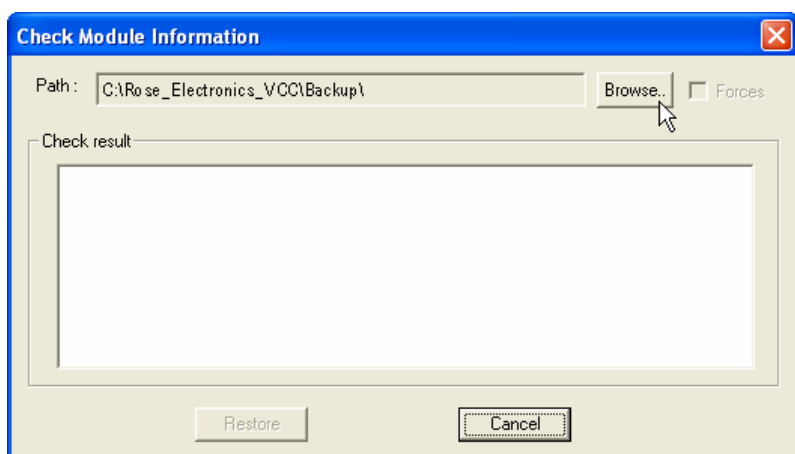 Check Module Information
Path : C:\Rose_Electronics_VCC\Backup\ Browse.. Forces
Check result
Restore Cancel